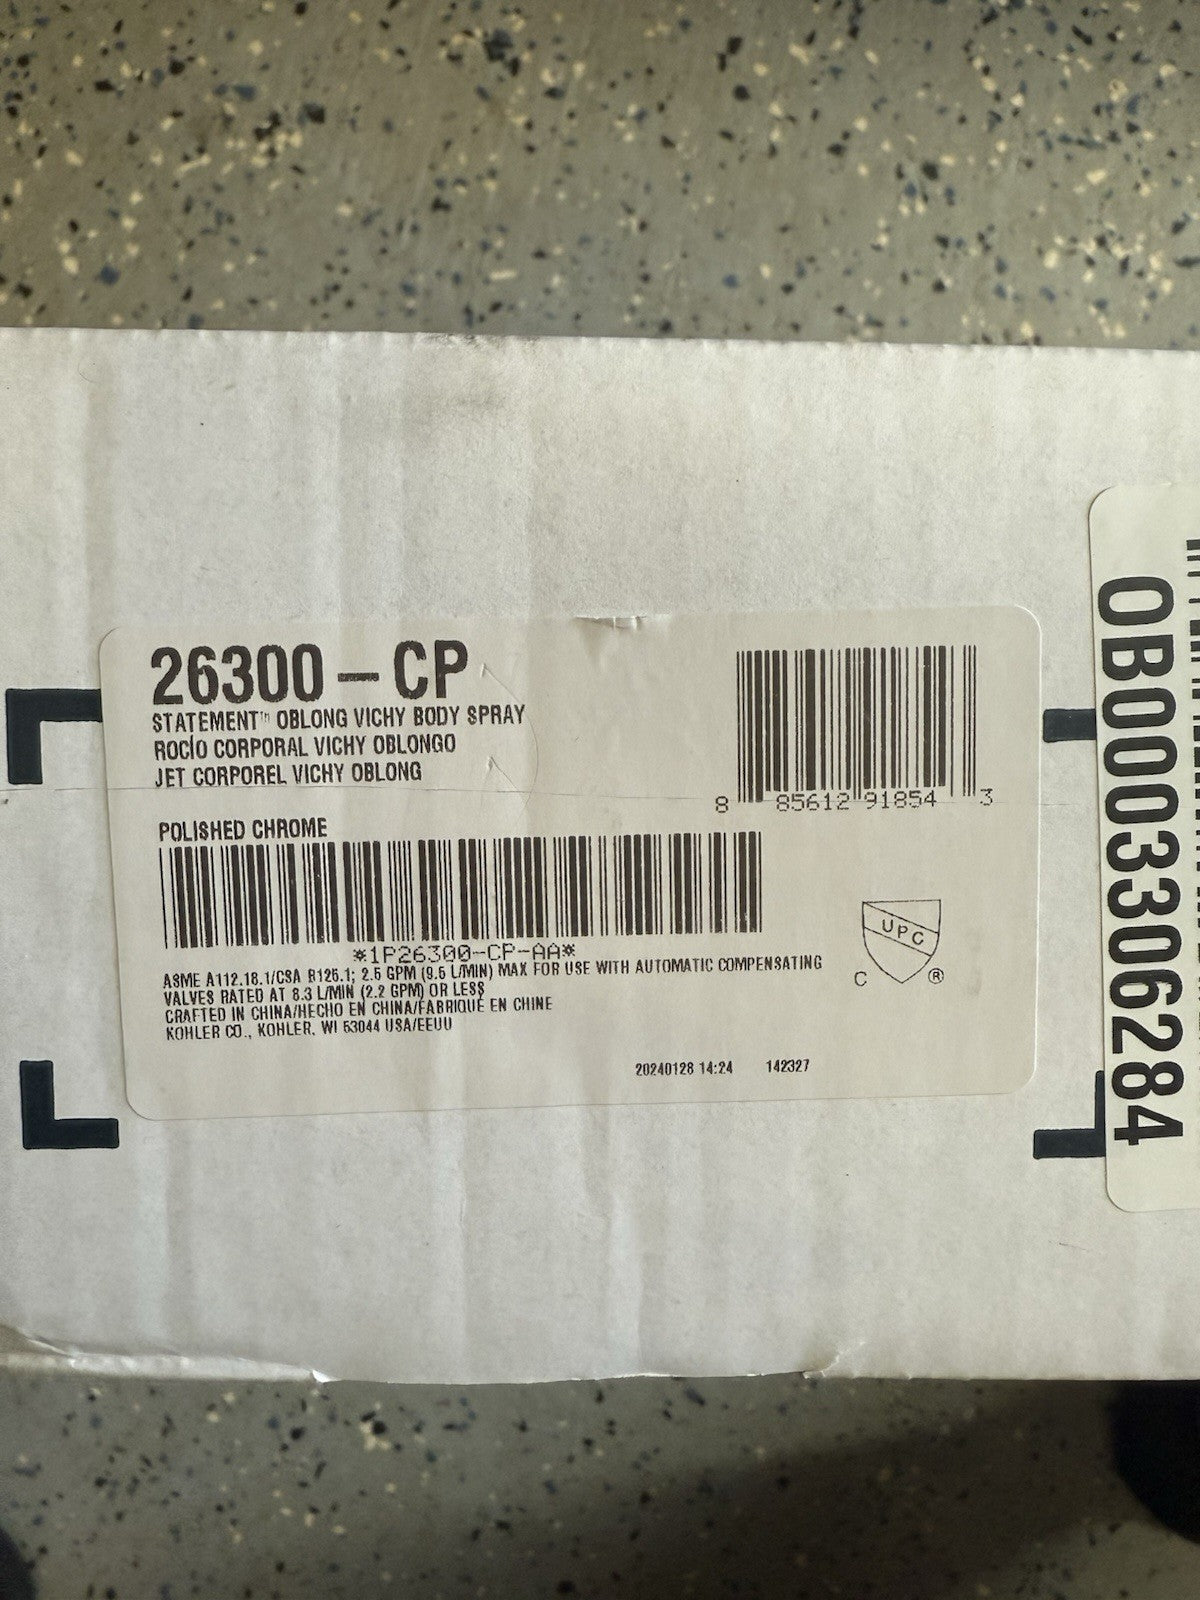 26300-CP
STATEMENT™ OBLONG VICHY BODY SPRAY
ROCÍO CORPORAL VICHY OBLONGO
JET CORPOREL VICHY OBLONG
8 85612 91854 3
POLISHED CHROME
*1P26300-CP-AA*
ASME A112.18.1/CSA B125.1; 2.5 GPM (9.5 L/MIN) MAX FOR USE WITH AUTOMATIC COMPENSATING
VALVES RATED AT 8.3 L/MIN (2.2 GPM) OR LESS
CRAFTED IN CHINA/HECHO EN CHINA/FABRIQUÉ EN CHINE
KOHLER CO., KOHLER, WI 53044 USA/EEUU
UPC
C ®
20240128 14:24 142327
OB0003306284